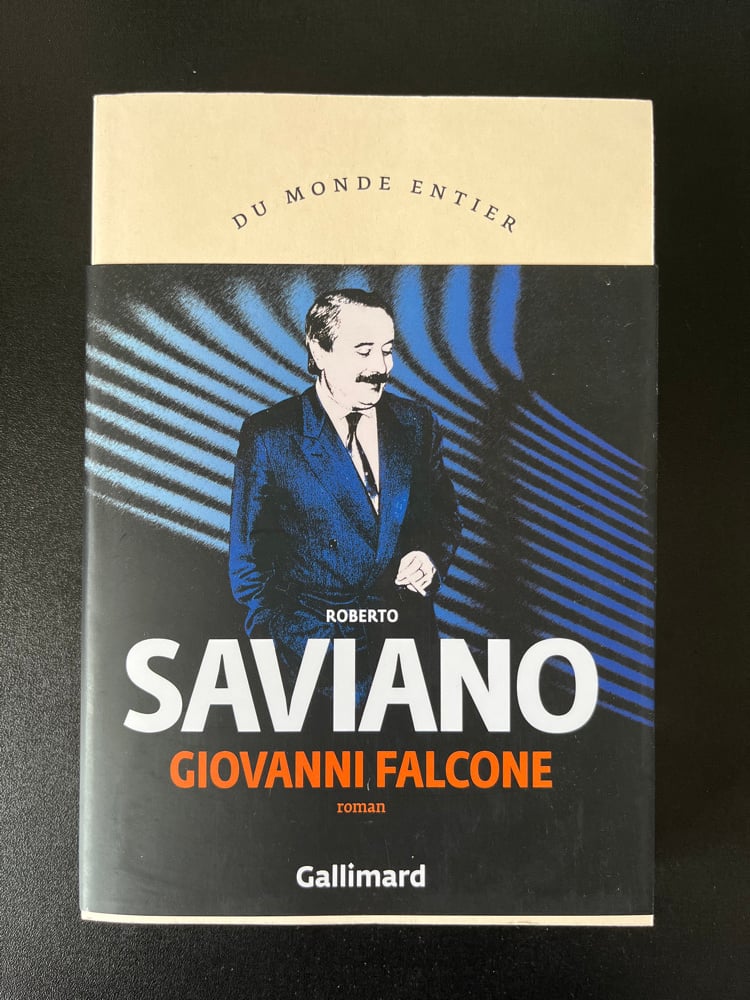 DU MONDE ENTIER
ROBERTO
SAVIANO
GIOVANNI FALCONE
roman
Gallimard